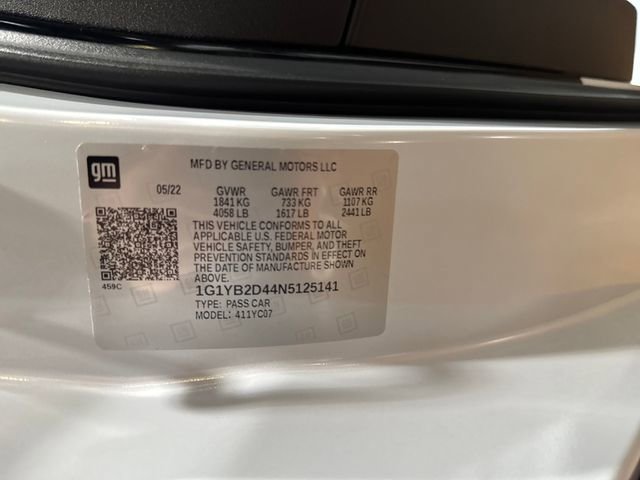 gm
MFD BY GENERAL MOTORS LLC
05/22 GVWR GAWR FRT GAWR RR
1841 KG 733 KG 1107 KG
4058 LB 1617 LB 2441 LB
THIS VEHICLE CONFORMS TO ALL
APPLICABLE U.S. FEDERAL MOTOR
VEHICLE SAFETY, BUMPER, AND THEFT
PREVENTION STANDARDS IN EFFECT ON
THE DATE OF MANUFACTURE SHOWN
ABOVE.
459C
1G1YB2D44N5125141
TYPE: PASS CAR
MODEL: 411YC07